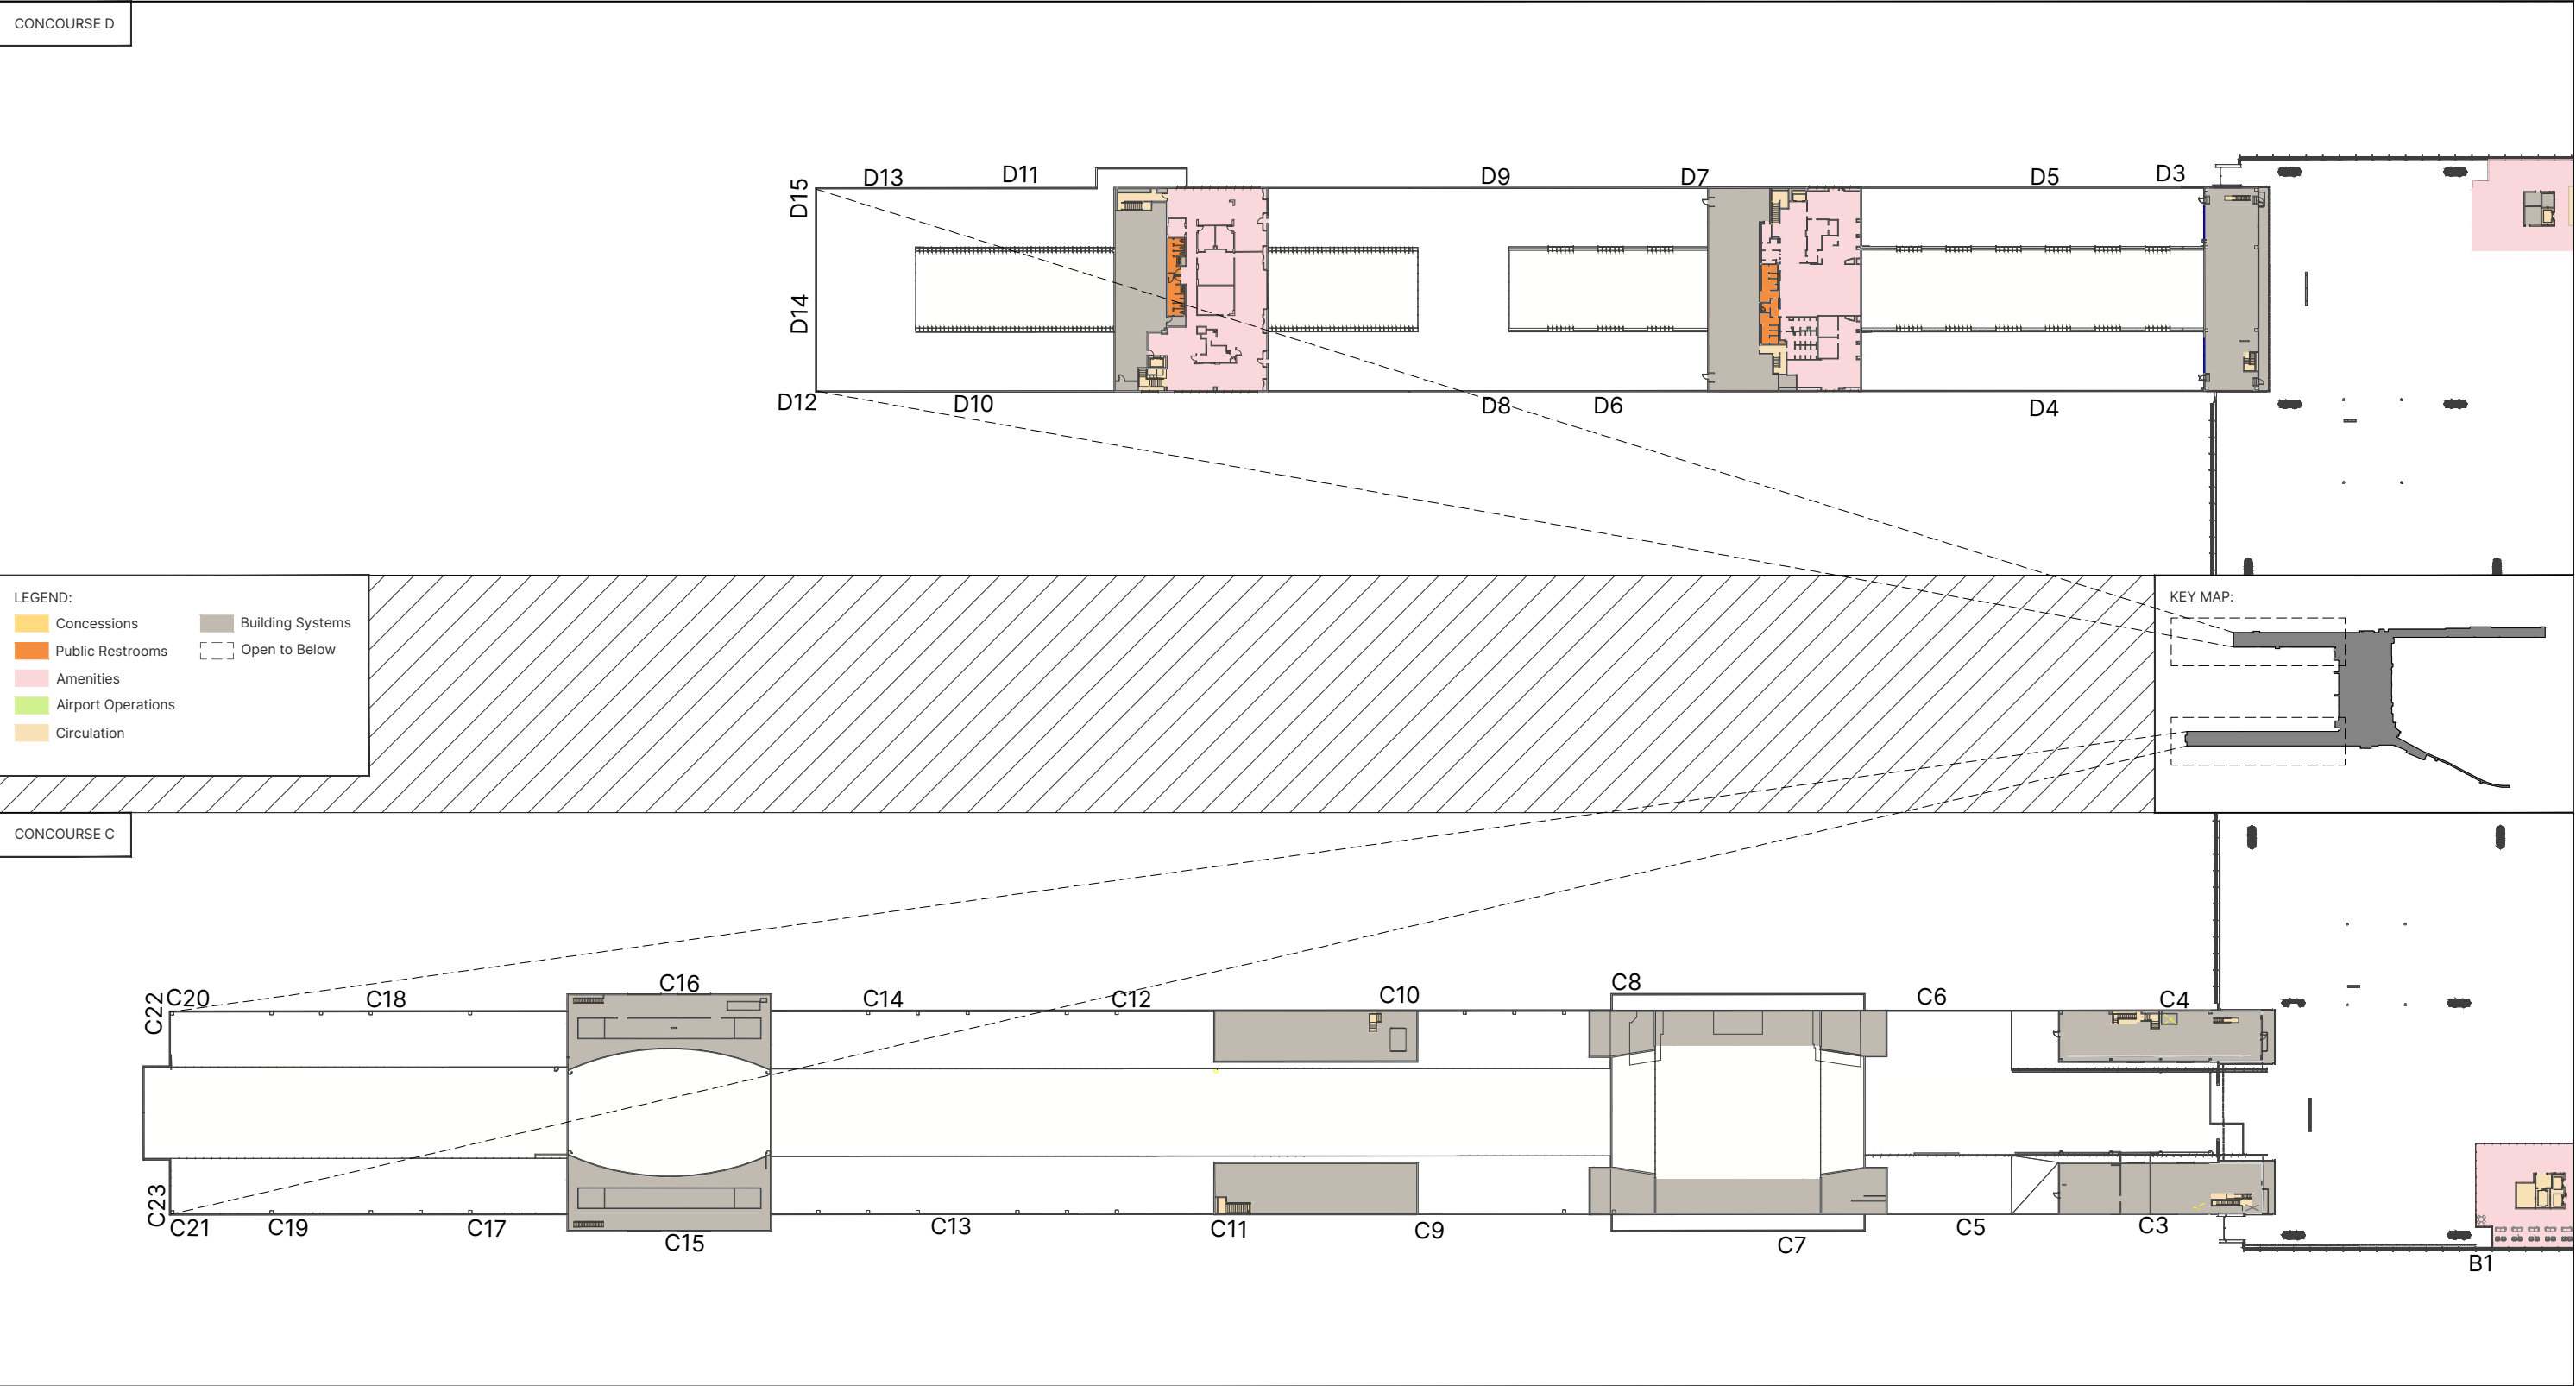 CONCOURSE D
D15
D13
D11
D9
D7
D5
D3
D14
D12
D10
D8
D6
D4
LEGEND:
Concessions
Public Restrooms
Amenities
Airport Operations
Circulation
Building Systems
Open to Below
KEY MAP:
CONCOURSE C
C22
C20
C18
C16
C14
C12
C10
C8
C6
C4
C23
C21
C19
C17
C15
C13
C11
C9
C7
C5
C3
B1